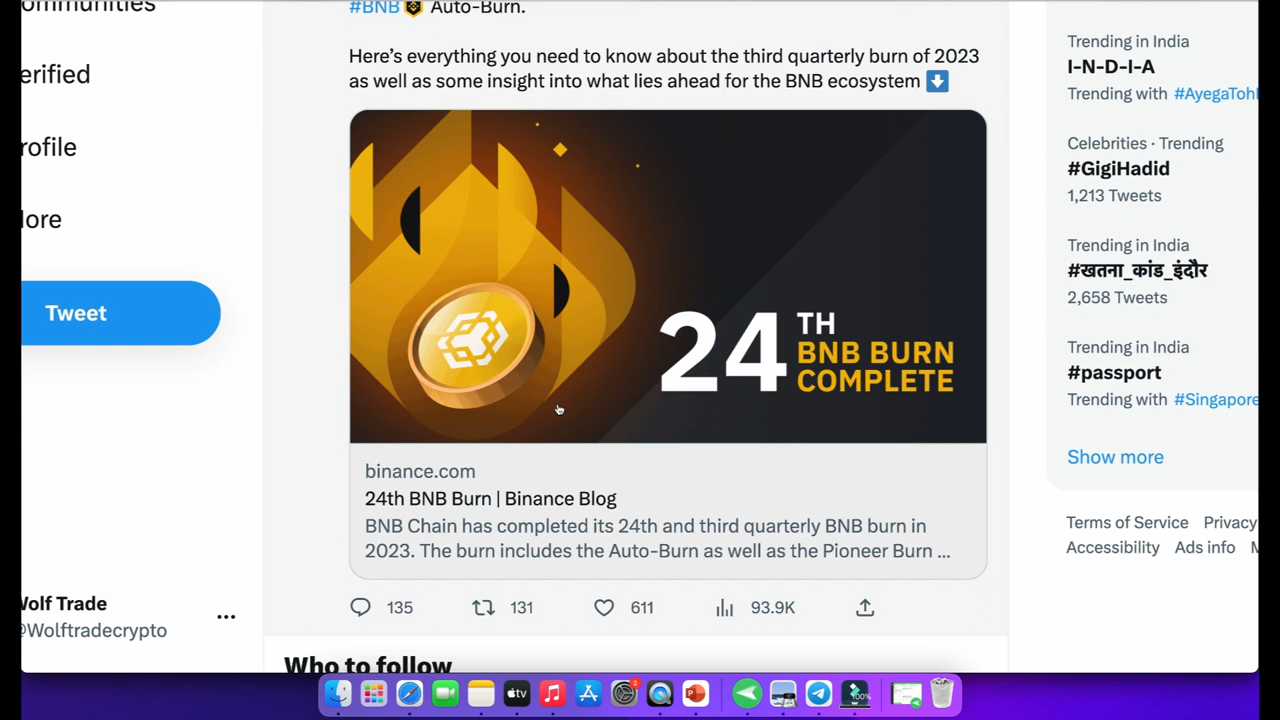 ommunities
erified
rofile
lore
Tweet
Wolf Trade
@Wolftradecrypto
#BNB Auto-Burn.
Here’s everything you need to know about the third quarterly burn of 2023
as well as some insight into what lies ahead for the BNB ecosystem
24 TH
BNB BURN
COMPLETE
binance.com
24th BNB Burn | Binance Blog
BNB Chain has completed its 24th and third quarterly BNB burn in
2023. The burn includes the Auto-Burn as well as the Pioneer Burn ...
135 131 611 93.9K
Who to follow
Trending in India
I-N-D-I-A
Trending with #AyegaTohI
Celebrities · Trending
#GigiHadid
1,213 Tweets
Trending in India
#खतना_कांड_इंदौर
2,658 Tweets
Trending in India
#passport
Trending with #Singapore
Show more
Terms of Service Privacy
Accessibility Ads info
tv
2
100%